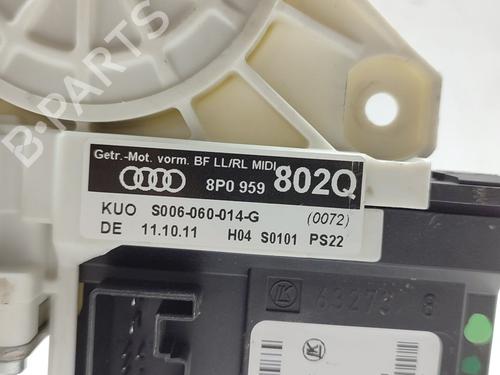 B-PARTS
Getr.-Mot. vorm. BF LL/RL MIDI
8P0 959 802Q
KUO S006-060-014-G (0072)
DE 11.10.11 H04 S0101 PS22
LK 63273 8